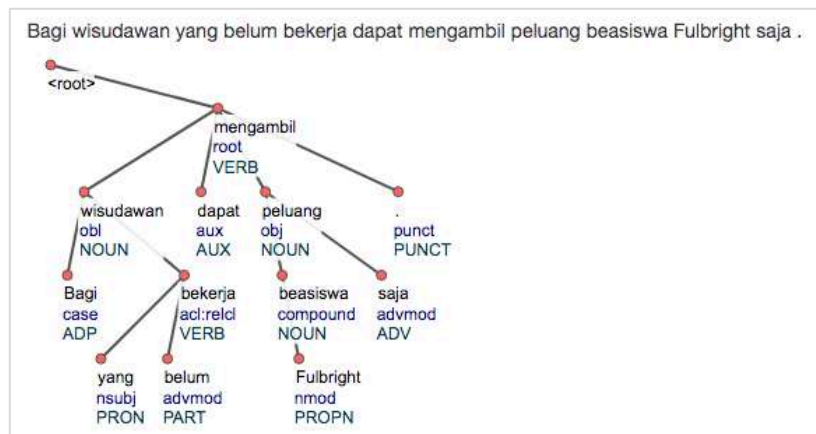 Bagi wisudawan yang belum bekerja dapat mengambil peluang beasiswa Fulbright saja .
<root>
mengambil
root
VERB
wisudawan dapat peluang .
obl aux obj punct
NOUN AUX NOUN PUNCT
Bagi bekerja beasiswa saja
case acl:relcl compound advmod
ADP VERB NOUN ADV
yang belum Fulbright
nsubj advmod nmod
PRON PART PROPN